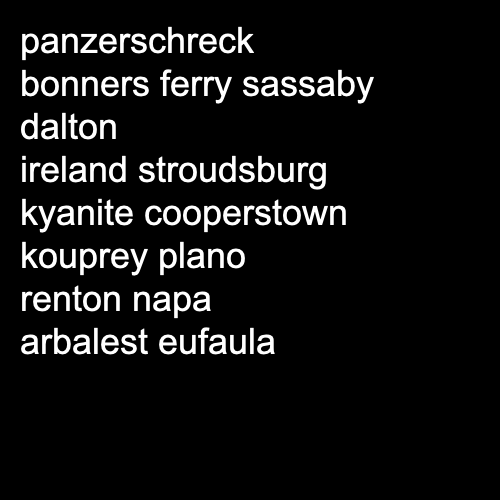 panzerschreck
bonners ferry sassaby
dalton
ireland stroudsburg
kyanite cooperstown
kouprey plano
renton napa
arbalest eufaula